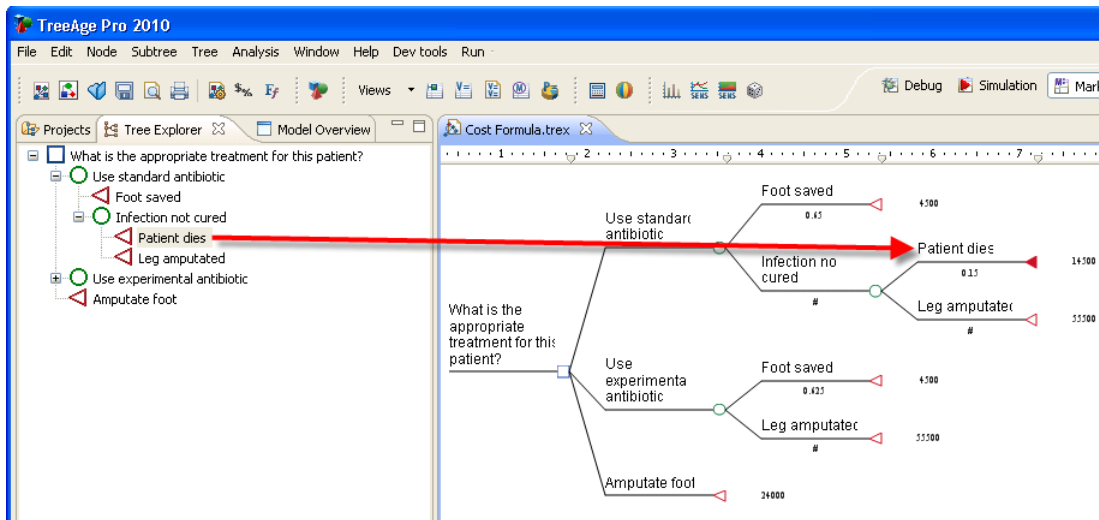 TreeAge Pro 2010
File Edit Node Subtree Tree Analysis Window Help Dev tools Run
Views Debug Simulation Mar
Projects Tree Explorer Model Overview
Cost Formula.trex
1 2 3 4 5 6 7
What is the appropriate treatment for this patient?
Use standard antibiotic
Foot saved
Infection not cured
Patient dies
Leg amputated
Use experimental antibiotic
Amputate foot
What is the
appropriate
treatment for this
patient?
Use standard
antibiotic
Foot saved
0.65
4500
Infection no
cured
#
Patient dies
0.15
14500
Leg amputated
#
55500
Use
experimenta
antibiotic
Foot saved
0.625
4500
Leg amputated
#
55500
Amputate foot
24000